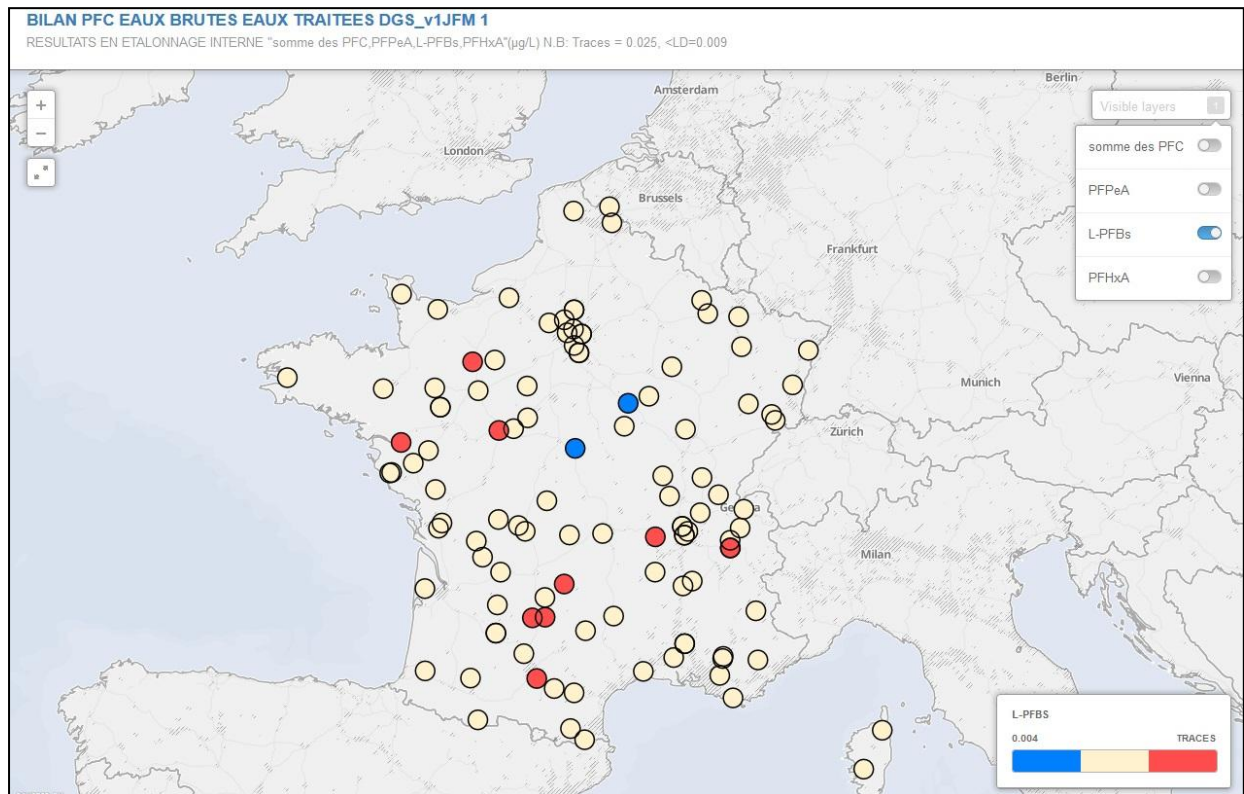 BILAN PFC EAUX BRUTES EAUX TRAITEES DGS_v1JFM 1
RESULTATS EN ETALONNAGE INTERNE "somme des PFC,PFPeA,L-PFBs,PFHxA"(µg/L) N.B: Traces = 0.025, <LD=0.009
Berlin
Amsterdam
+
Visible layers
−
somme des PFC
London
PFPeA
Brussels
L-PFBs
Frankfurt
PFHxA
Munich
Vienna
Zürich
Milan
L-PFBS
0.004 TRACES